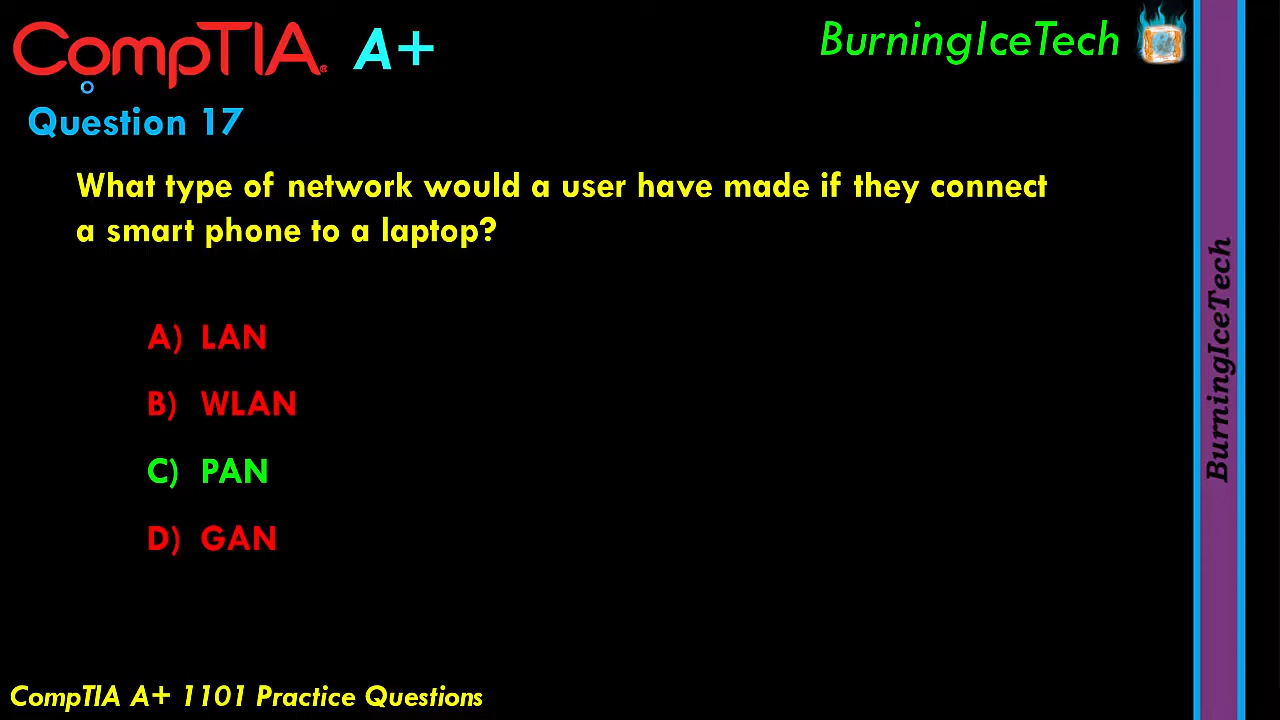 CompTIA® A+
BurningIceTech
Question 17
What type of network would a user have made if they connect
a smart phone to a laptop?
A) LAN
B) WLAN
C) PAN
D) GAN
BurningIceTech
CompTIA A+ 1101 Practice Questions